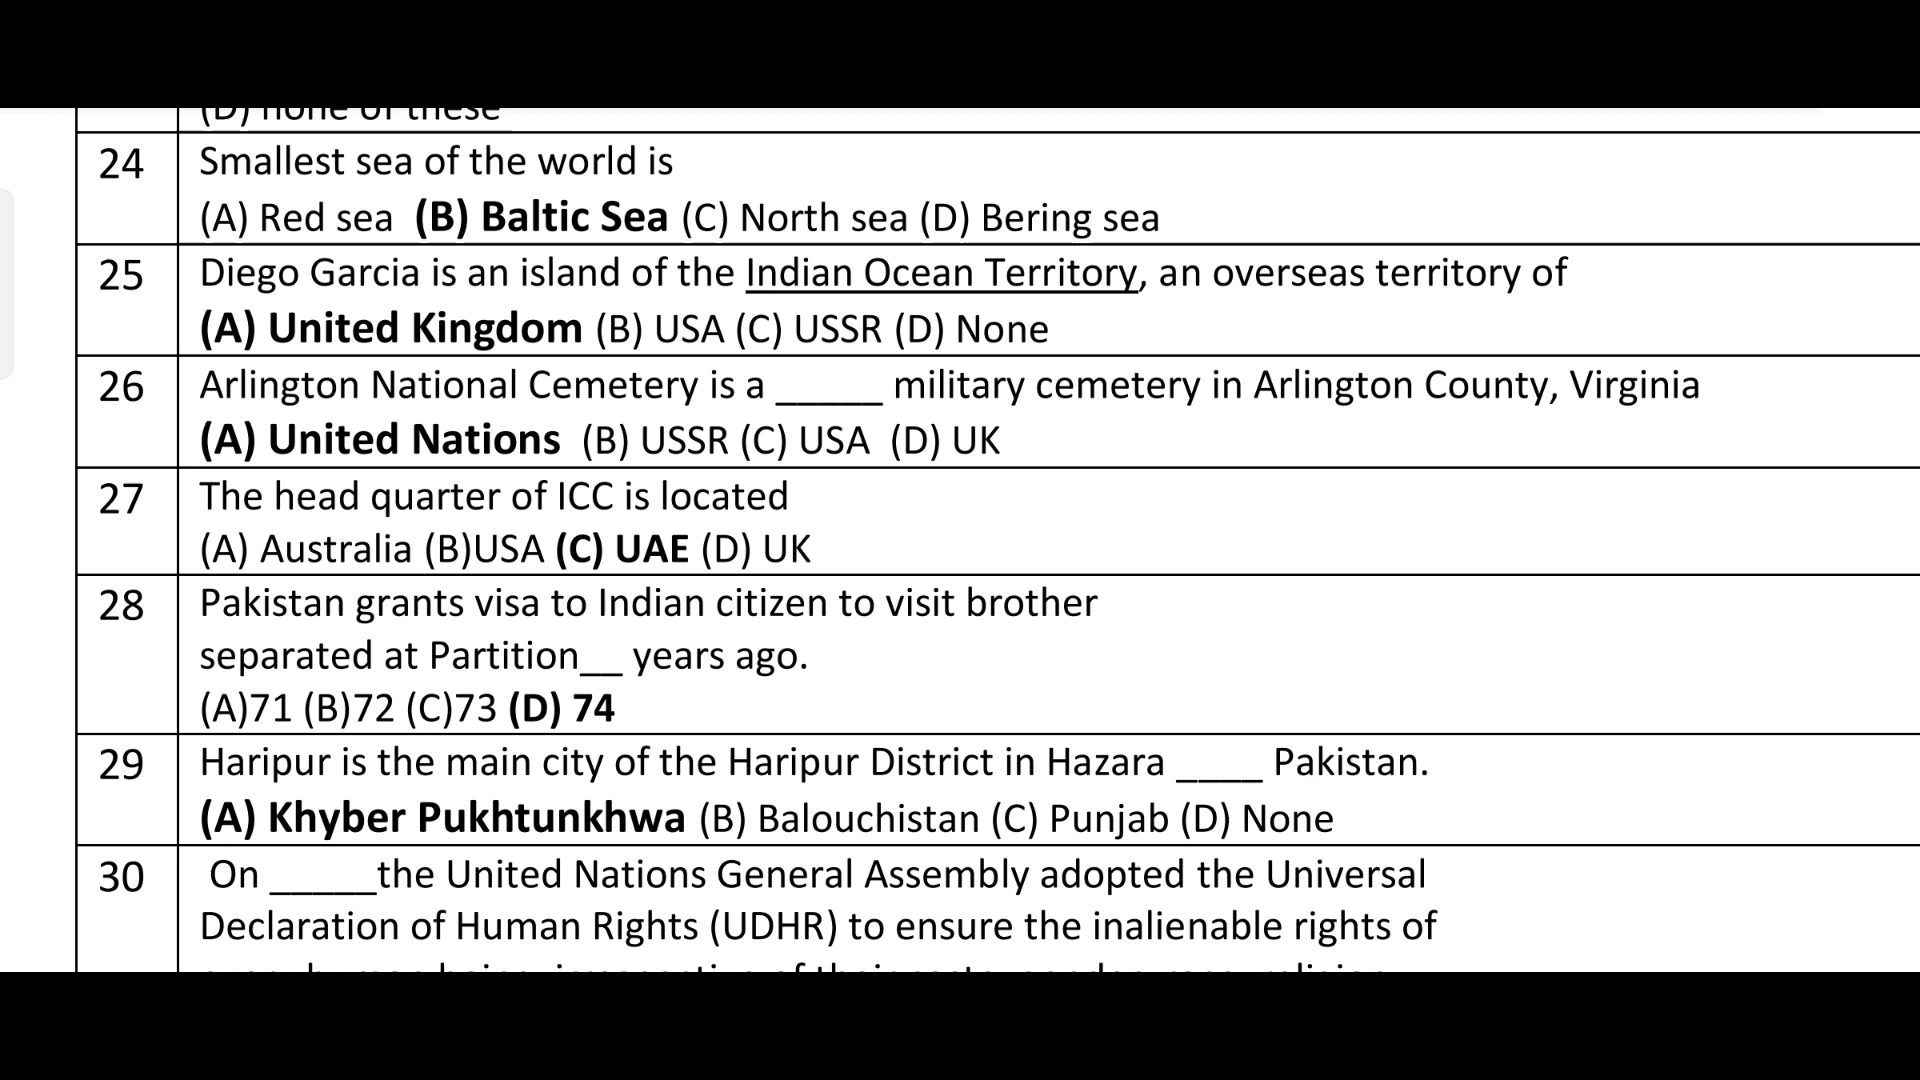 (D) none of these
24
Smallest sea of the world is
(A) Red sea (B) Baltic Sea (C) North sea (D) Bering sea
25
Diego Garcia is an island of the Indian Ocean Territory, an overseas territory of
(A) United Kingdom (B) USA (C) USSR (D) None
26
Arlington National Cemetery is a _____ military cemetery in Arlington County, Virginia
(A) United Nations (B) USSR (C) USA (D) UK
27
The head quarter of ICC is located
(A) Australia (B)USA (C) UAE (D) UK
28
Pakistan grants visa to Indian citizen to visit brother
separated at Partition__ years ago.
(A)71 (B)72 (C)73 (D) 74
29
Haripur is the main city of the Haripur District in Hazara ____ Pakistan.
(A) Khyber Pukhtunkhwa (B) Balouchistan (C) Punjab (D) None
30
On _____the United Nations General Assembly adopted the Universal
Declaration of Human Rights (UDHR) to ensure the inalienable rights of